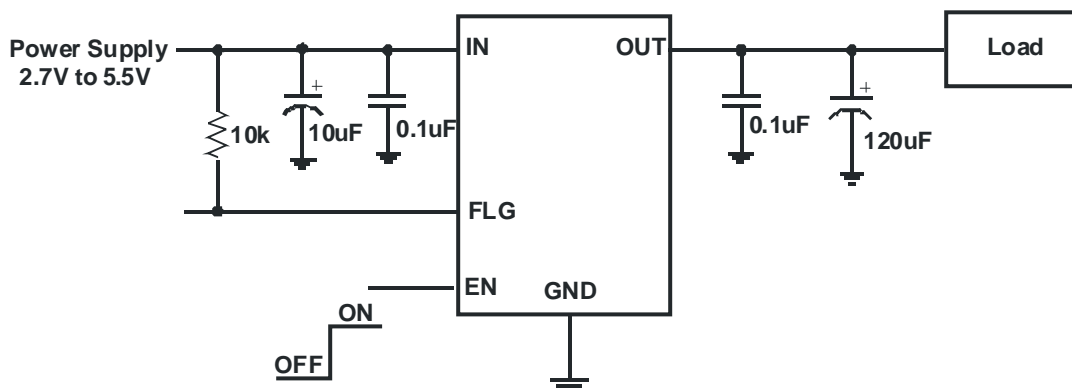 Power Supply
2.7V to 5.5V
IN
OUT
Load
10k
+
10uF
0.1uF
0.1uF
+
120uF
FLG
EN
GND
ON
OFF